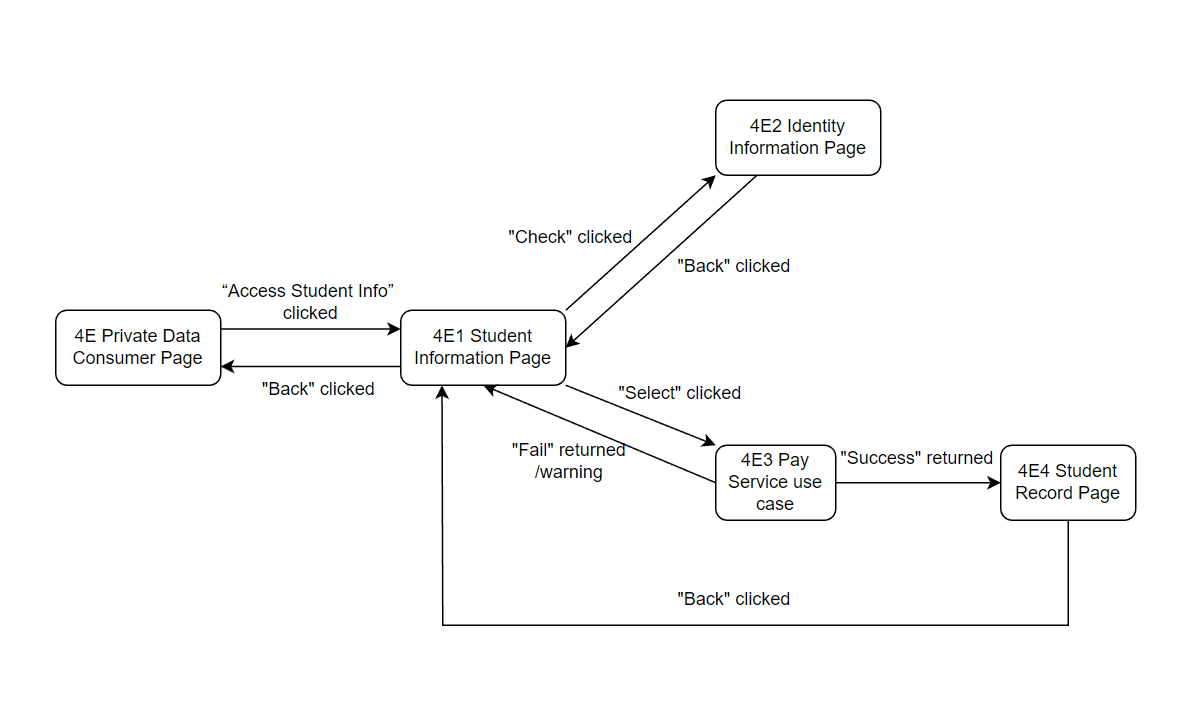 4E2 Identity
Information Page
"Check" clicked
"Back" clicked
“Access Student Info”
clicked
4E Private Data
Consumer Page
4E1 Student
Information Page
"Back" clicked
"Select" clicked
"Fail" returned
/warning
4E3 Pay
Service use
case
"Success" returned
4E4 Student
Record Page
"Back" clicked